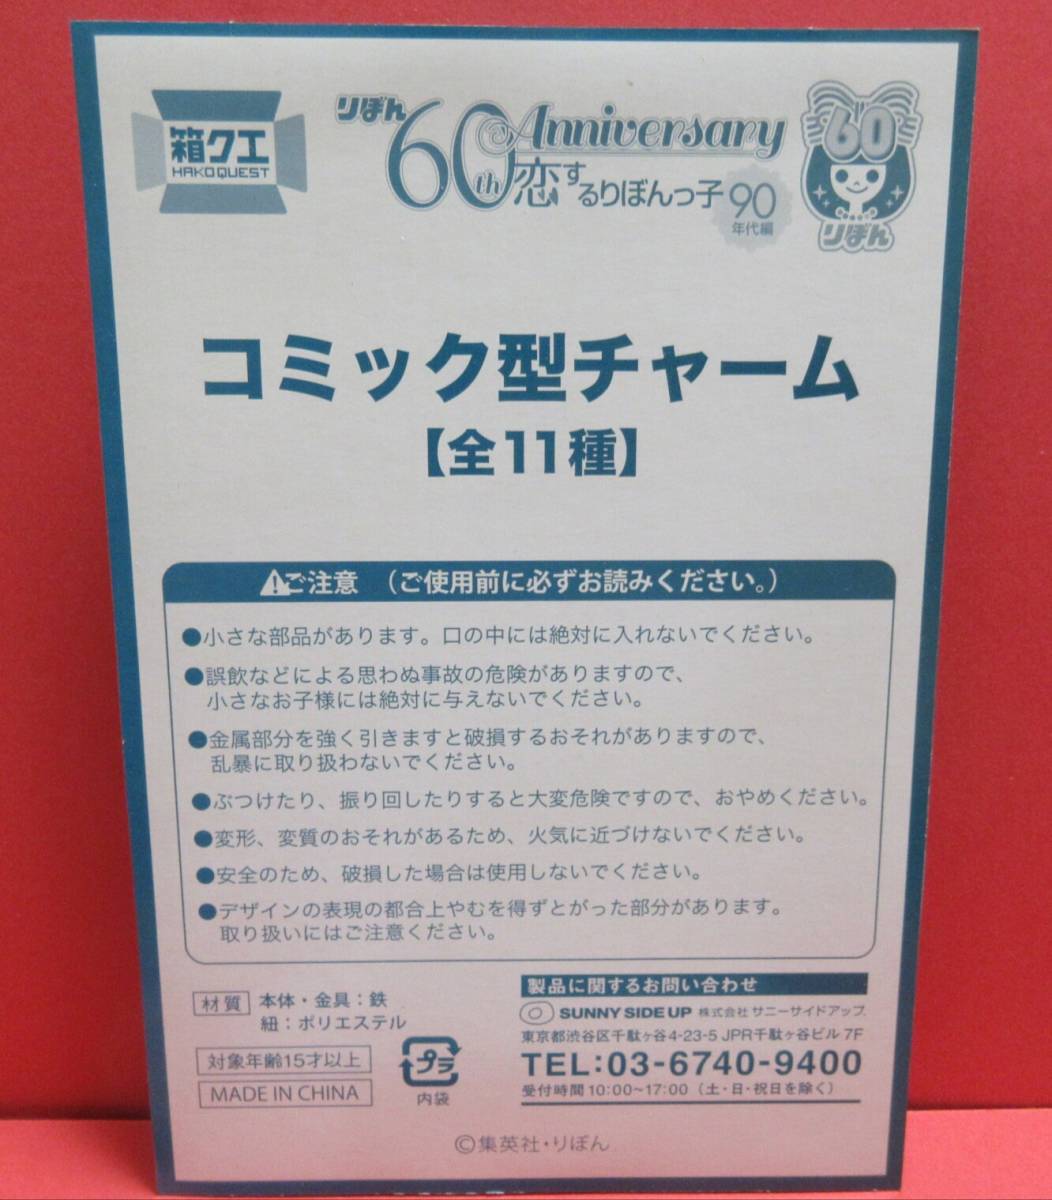 箱クエ
HAKO QUEST
りぼん 60th Anniversary
恋するりぼんっ子 90年代編
60
りぼん
コミック型チャーム
【全11種】
⚠ご注意 （ご使用前に必ずお読みください。）
●小さな部品があります。口の中には絶対に入れないでください。
●誤飲などによる思わぬ事故の危険がありますので、
小さなお子様には絶対に与えないでください。
●金属部分を強く引きますと破損するおそれがありますので、
乱暴に取り扱わないでください。
●ぶつけたり、振り回したりすると大変危険ですので、おやめください。
●変形、変質のおそれがあるため、火気に近づけないでください。
●安全のため、破損した場合は使用しないでください。
●デザインの表現の都合上やむを得ずとがった部分があります。
取り扱いにはご注意ください。
材質 本体・金具：鉄
紐：ポリエステル
対象年齢15才以上
MADE IN CHINA
プラ
内袋
製品に関するお問い合わせ
SUNNY SIDE UP 株式会社 サニーサイドアップ
東京都渋谷区千駄ヶ谷4-23-5 JPR千駄ヶ谷ビル 7F
TEL:03-6740-9400
受付時間 10:00~17:00（土・日・祝日を除く）
©集英社・りぼん